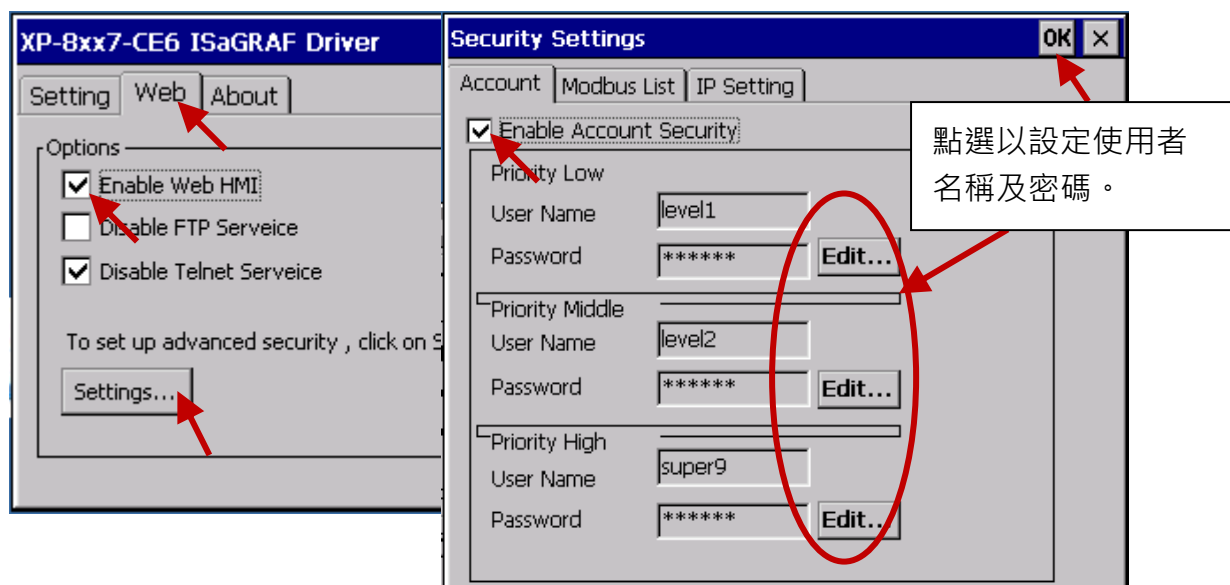 XP-8xx7-CE6 ISaGRAF Driver
Setting Web About
Options
Enable Web HMI
Disable FTP Serveice
Disable Telnet Serveice
To set up advanced security , click on S
Settings...
Security Settings OK ×
Account Modbus List IP Setting
Enable Account Security
Priority Low
User Name level1
Password ****** Edit...
Priority Middle
User Name level2
Password ****** Edit...
Priority High
User Name super9
Password ****** Edit...
點選以設定使用者
名稱及密碼。